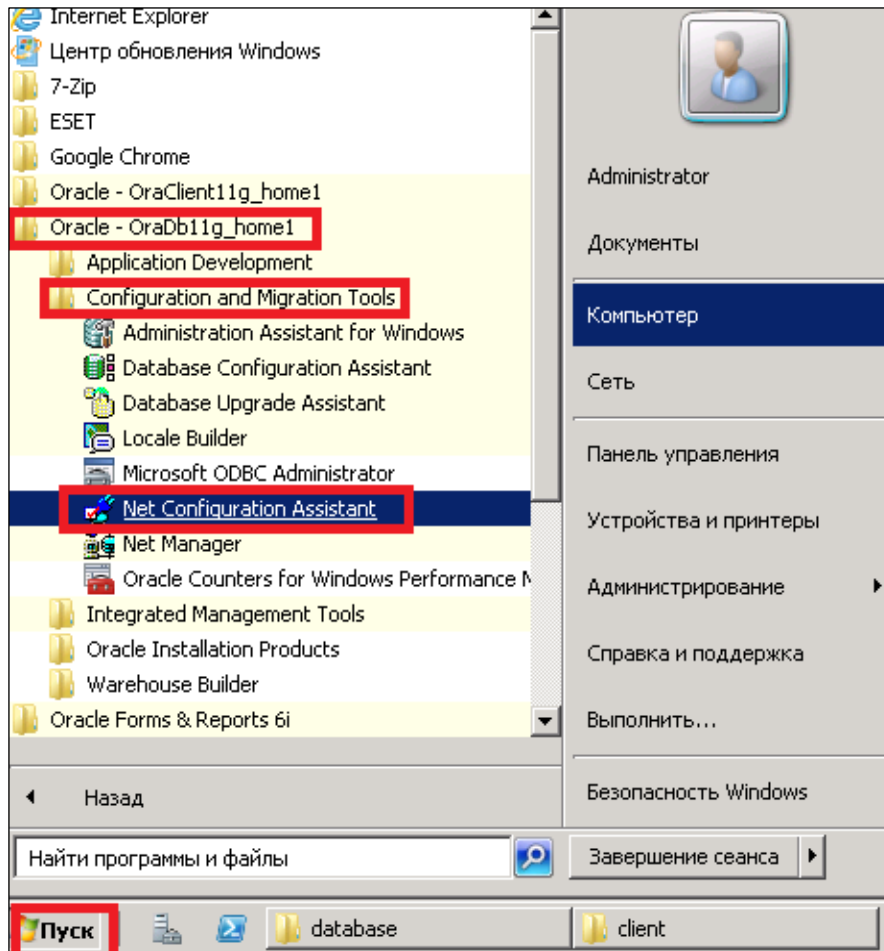 Internet Explorer
Центр обновления Windows
7-Zip
ESET
Google Chrome
Oracle - OraClient11g_home1
Oracle - OraDb11g_home1
Application Development
Configuration and Migration Tools
Administration Assistant for Windows
Database Configuration Assistant
Database Upgrade Assistant
Locale Builder
Microsoft ODBC Administrator
Net Configuration Assistant
Net Manager
Oracle Counters for Windows Performance
Integrated Management Tools
Oracle Installation Products
Warehouse Builder
Oracle Forms & Reports 6i
Назад
Найти программы и файлы
Administrator
Документы
Компьютер
Сеть
Панель управления
Устройства и принтеры
Администрирование
Справка и поддержка
Выполнить...
Безопасность Windows
Завершение сеанса
Пуск
database
client